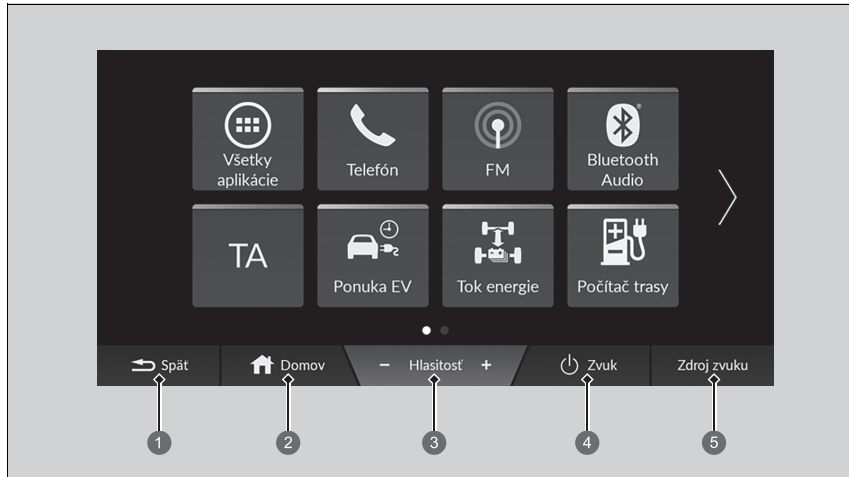 Všetky
aplikácie
Telefón
FM
Bluetooth®
Audio
TA
Ponuka EV
Tok energie
Počítač trasy
Späť
Domov
– Hlasitosť +
Zvuk
Zdroj zvuku
1
2
3
4
5